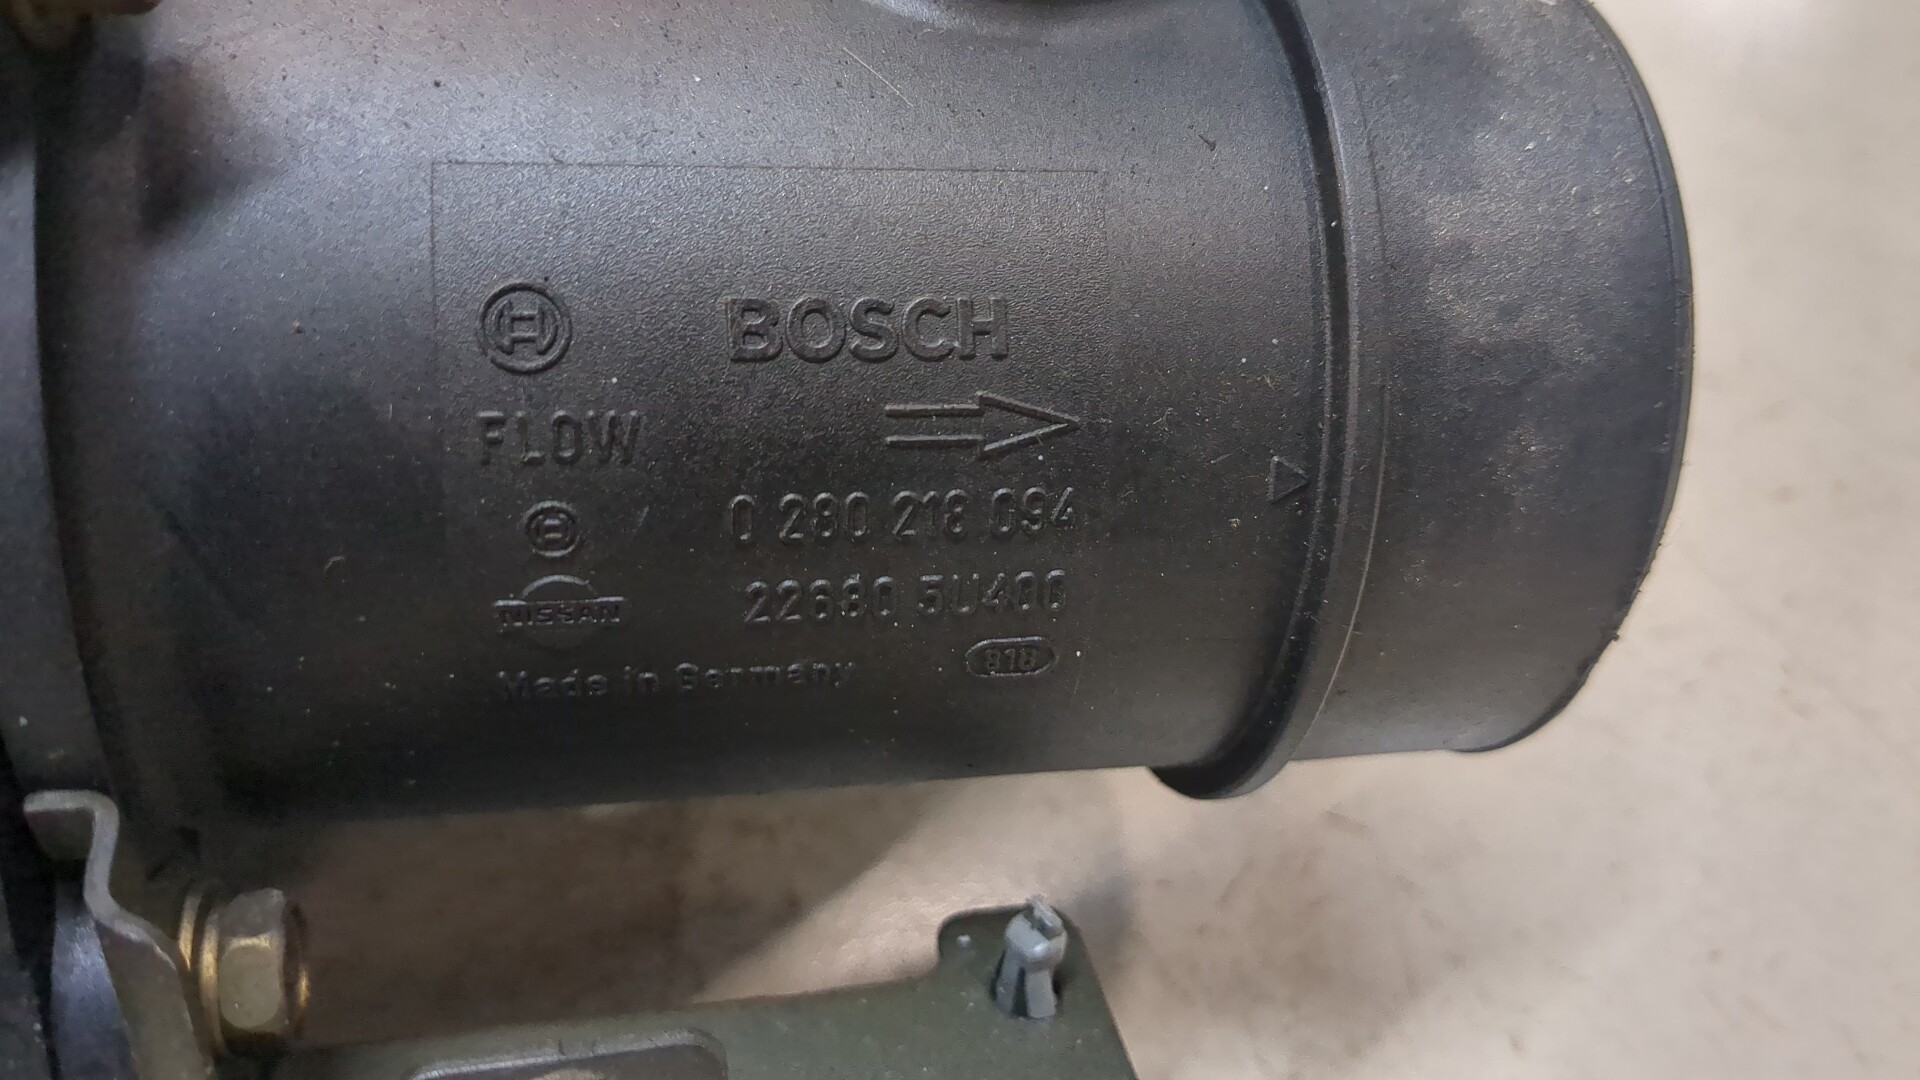 BOSCH
FLOW
0 280 218 094
NISSAN 22680 5U400
Made in Germany 818